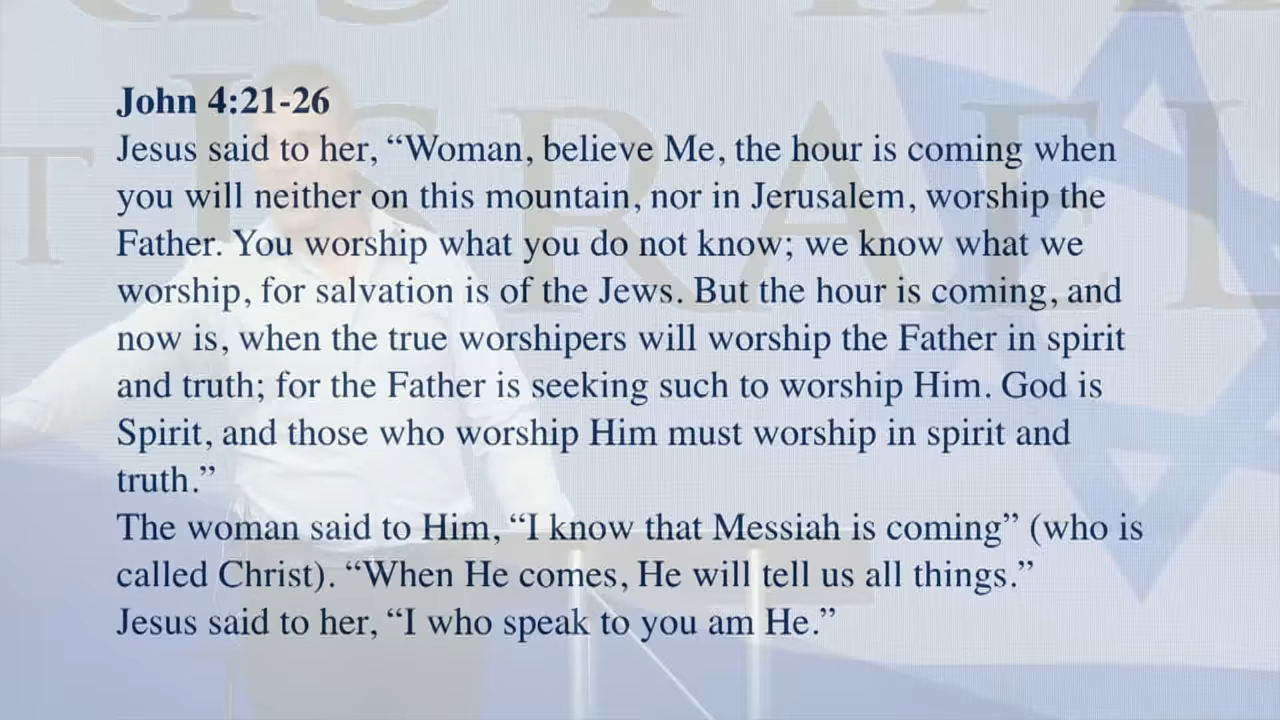 John 4:21-26
Jesus said to her, “Woman, believe Me, the hour is coming when
you will neither on this mountain, nor in Jerusalem, worship the
Father. You worship what you do not know; we know what we
worship, for salvation is of the Jews. But the hour is coming, and
now is, when the true worshipers will worship the Father in spirit
and truth; for the Father is seeking such to worship Him. God is
Spirit, and those who worship Him must worship in spirit and
truth.”
The woman said to Him, “I know that Messiah is coming” (who is
called Christ). “When He comes, He will tell us all things.”
Jesus said to her, “I who speak to you am He.”
ISRAEL